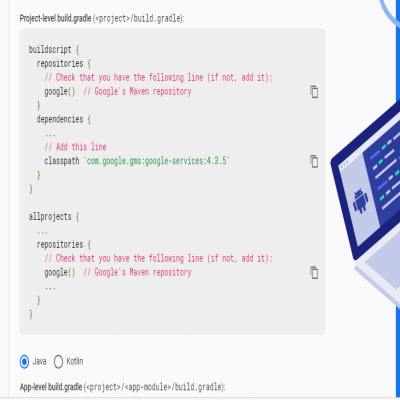 Project-level build.gradle (<project>/build.gradle):
buildscript {
repositories {
// Check that you have the following line (if not, add it):
google() // Google's Maven repository
}
dependencies {
...
// Add this line
classpath 'com.google.gms:google-services:4.3.5'
}
}
allprojects {
...
repositories {
// Check that you have the following line (if not, add it):
google() // Google's Maven repository
...
}
}
Java Kotlin
App-level build.gradle (<project>/<app-module>/build.gradle):